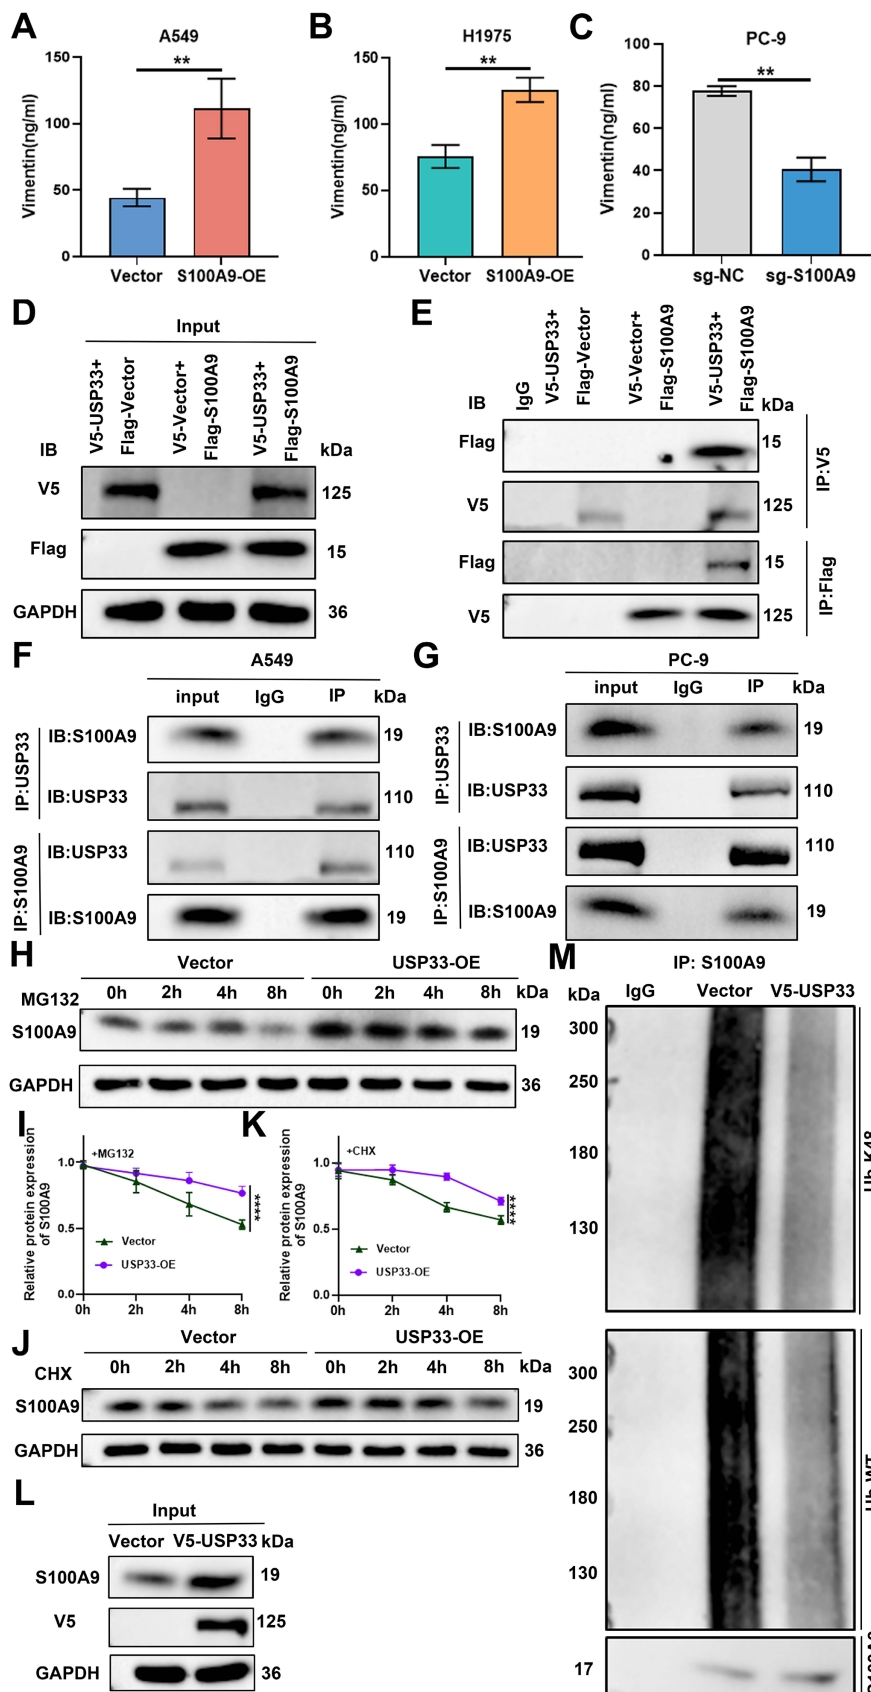 A
A549
Vimentin(ng/ml)
150
100
50
0
**
Vector S100A9-OE
B
H1975
Vimentin(ng/ml)
150
100
50
0
**
Vector S100A9-OE
C
PC-9
Vimentin(ng/ml)
100
80
60
40
20
0
**
sg-NC sg-S100A9
D
Input
V5-USP33+
Flag-Vector
V5-Vector+
Flag-S100A9
V5-USP33+
Flag-S100A9
IB kDa
V5 125
Flag 15
GAPDH 36
E
IgG
V5-USP33+
Flag-Vector
V5-Vector+
Flag-S100A9
V5-USP33+
Flag-S100A9
IB kDa
Flag 15
V5 125
IP:V5
Flag 15
V5 125
IP:Flag
F
A549
input IgG IP kDa
IP:USP33
IB:S100A9 19
IB:USP33 110
IP:S100A9
IB:USP33 110
IB:S100A9 19
G
PC-9
input IgG IP kDa
IP:USP33
IB:S100A9 19
IB:USP33 110
IP:S100A9
IB:USP33 110
IB:S100A9 19
H
Vector USP33-OE
MG132 0h 2h 4h 8h 0h 2h 4h 8h kDa
S100A9 19
GAPDH 36
I
Relative protein expression
of S100A9
+MG132
1.0
0.5
0.0
Vector
USP33-OE
****
0h 2h 4h 8h
K
Relative protein expression
of S100A9
+CHX
1.0
0.5
0.0
Vector
USP33-OE
****
0h 2h 4h 8h
J
Vector USP33-OE
CHX 0h 2h 4h 8h 0h 2h 4h 8h kDa
S100A9 19
GAPDH 36
L
Input
Vector V5-USP33 kDa
S100A9 19
V5 125
GAPDH 36
M
IP: S100A9
kDa IgG Vector V5-USP33
300
250
180
130
Ub-K48
300
250
180
130
Ub-WT
17